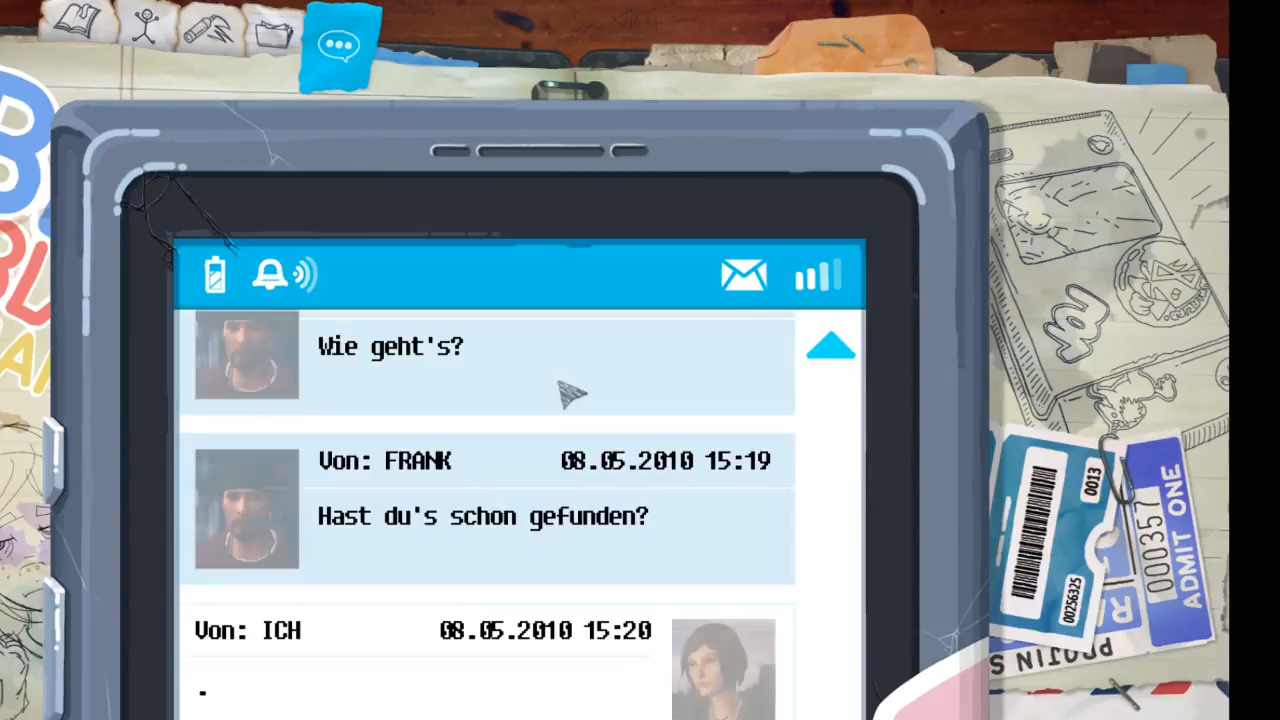 Wie geht's?
Von: FRANK 08.05.2010 15:19
Hast du's schon gefunden?
Von: ICH 08.05.2010 15:20
.
0013
00256325
000357
ADMIT ONE